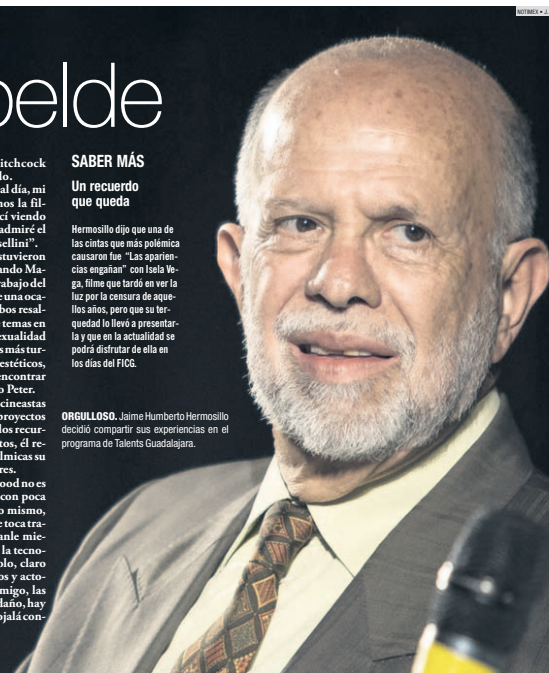 NOTIMEX • J.
belde
itchcock
lo.
al día, mi
nos la fil-
cí viendo
admiré el
sellini”.
stuvieron
ando Ma-
rabajo del
e una oca-
bos resal-
temas en
exualidad
s más tur-
estéticos,
encontrar
o Peter.
cineastas
proyectos
los recur-
tos, él re-
lmicas su
res.
ood no es
con poca
o mismo,
e toca tra-
anle mie-
la tecno-
olo, claro
os y acto-
migo, las
daño, hay
ojalá con-
SABER MÁS
Un recuerdo
que queda
Hermosillo dijo que una de
las cintas que más polémica
causaron fue “Las aparien-
cias engañan” con Isela Ve-
ga, filme que tardó en ver la
luz por la censura de aque-
llos años, pero que su ter-
quedad lo llevó a presentar-
la y que en la actualidad se
podrá disfrutar de ella en
los días del FICG.
ORGULLOSO. Jaime Humberto Hermosillo
decidió compartir sus experiencias en el
programa de Talents Guadalajara.